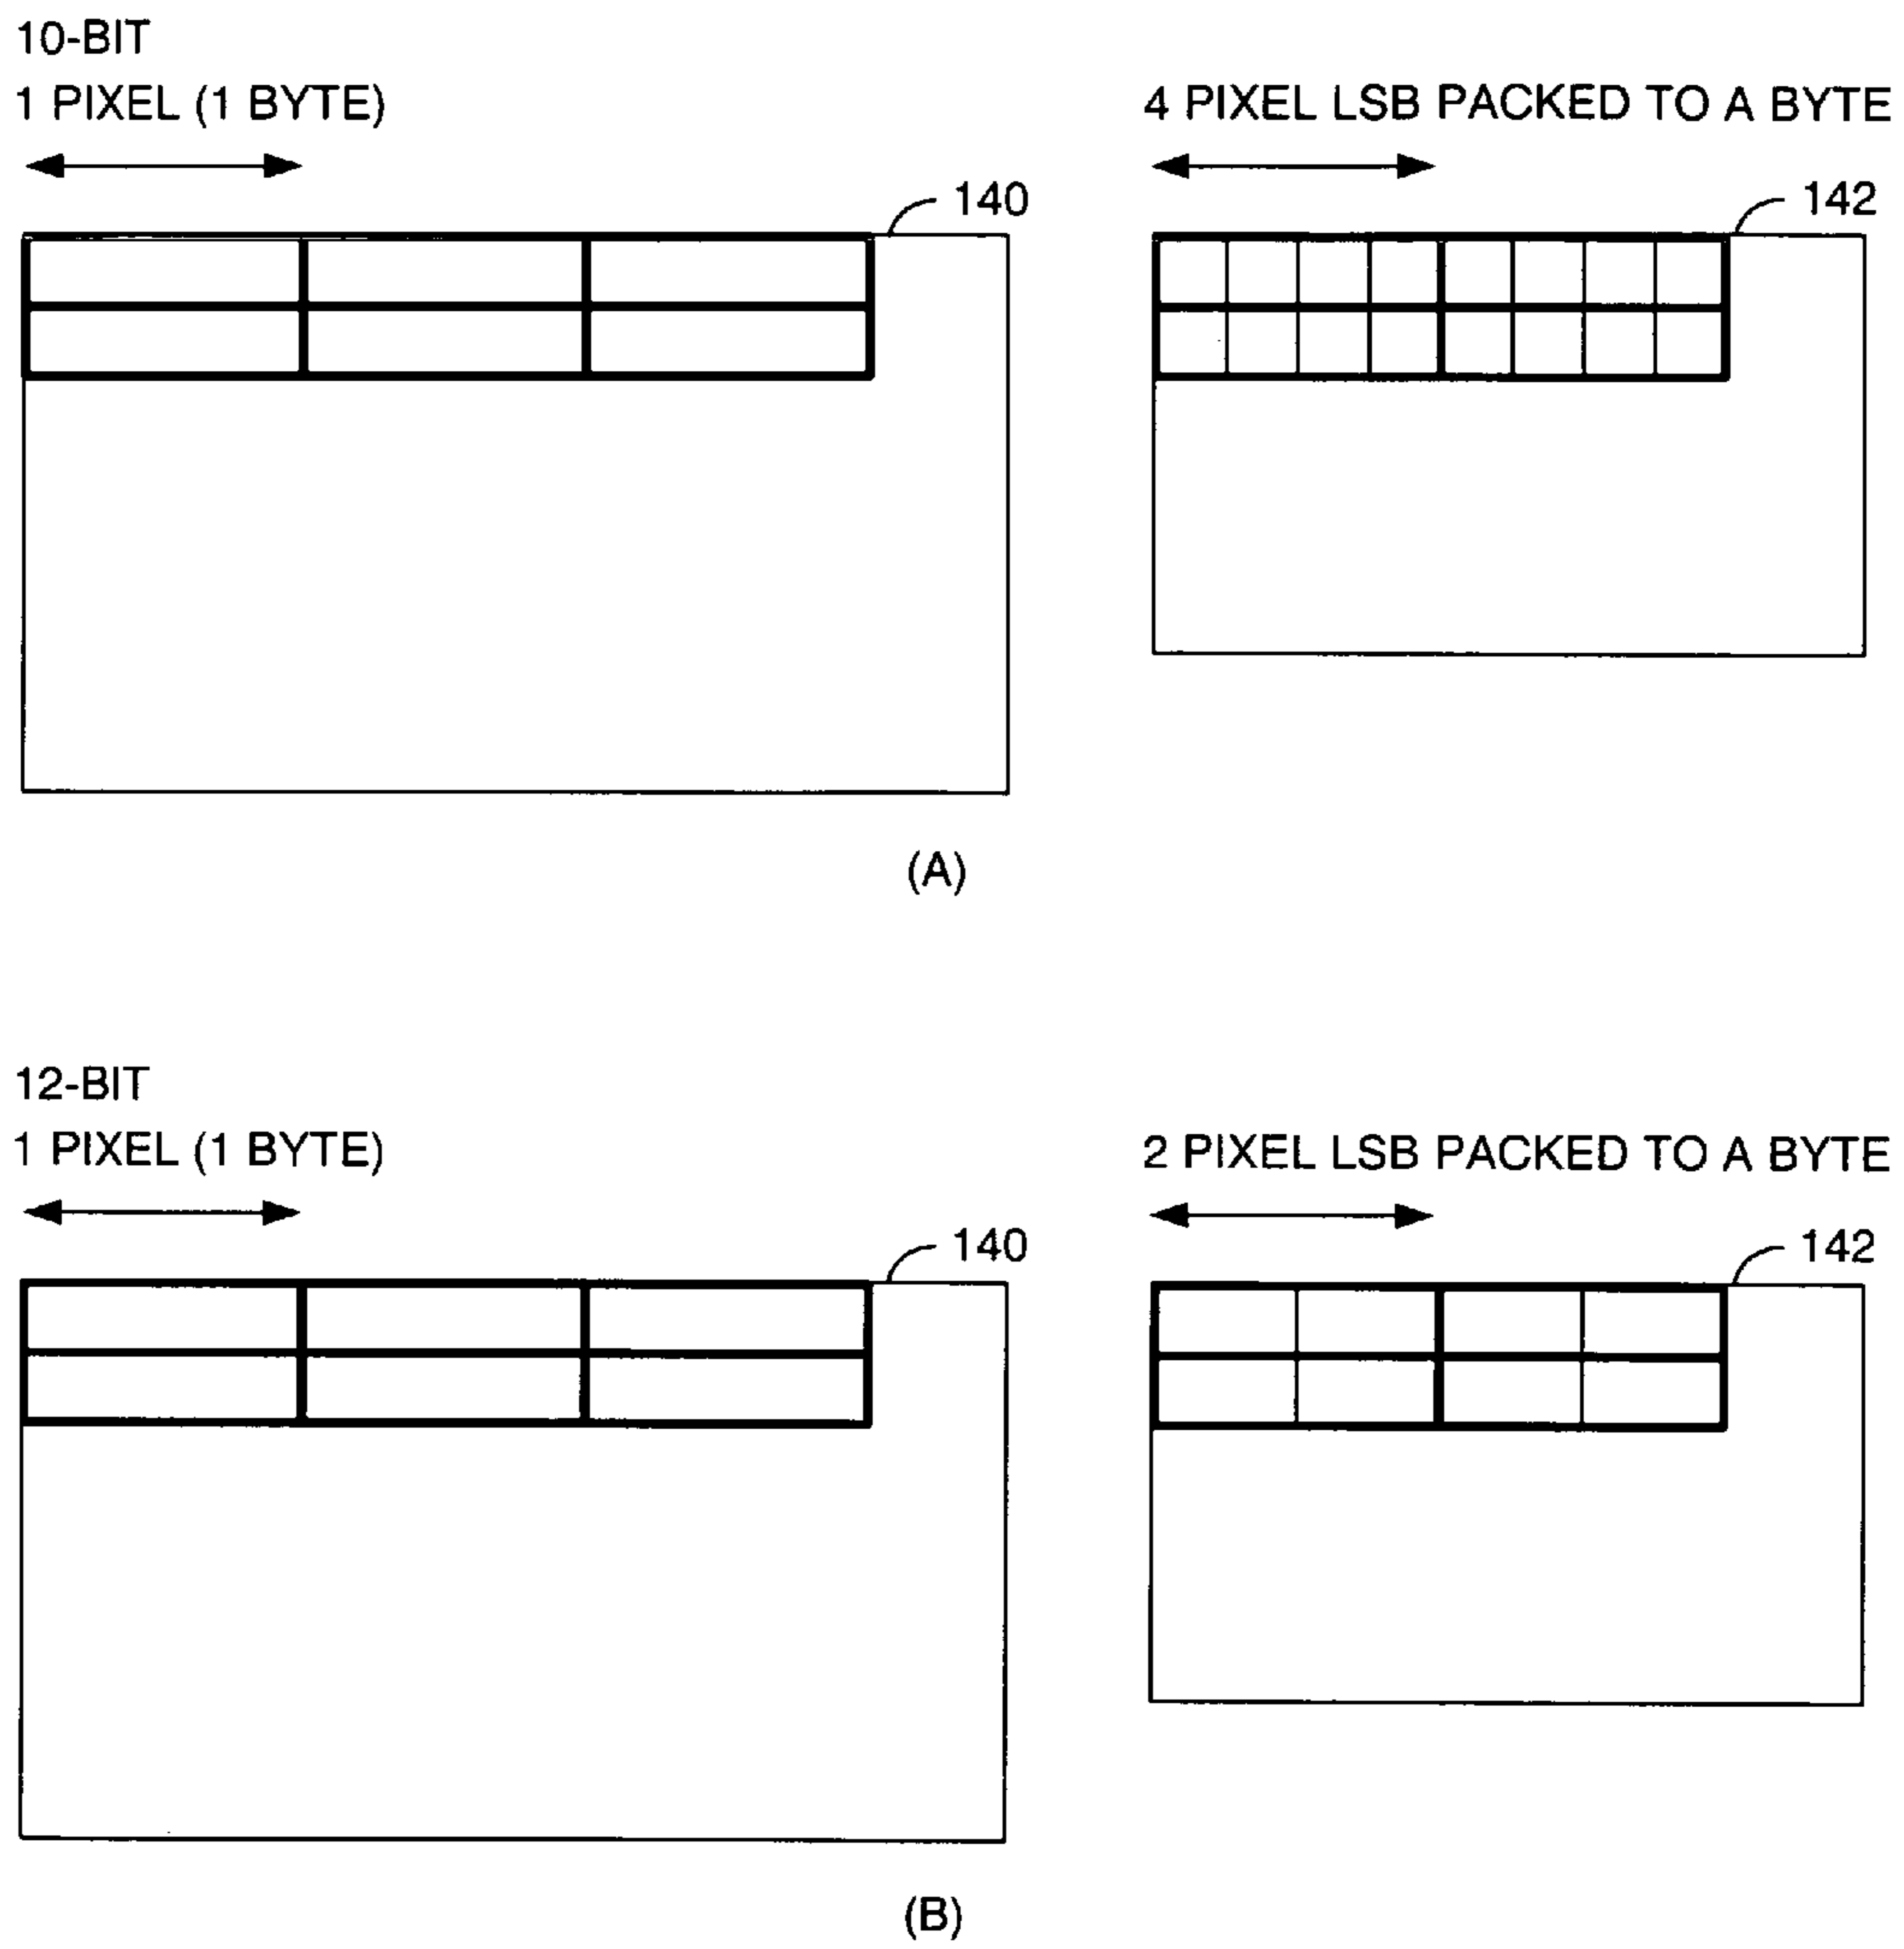 10-BIT
1 PIXEL (1 BYTE)
4 PIXEL LSB PACKED TO A BYTE
140
142
(A)
12-BIT
1 PIXEL (1 BYTE)
2 PIXEL LSB PACKED TO A BYTE
140
142
(B)